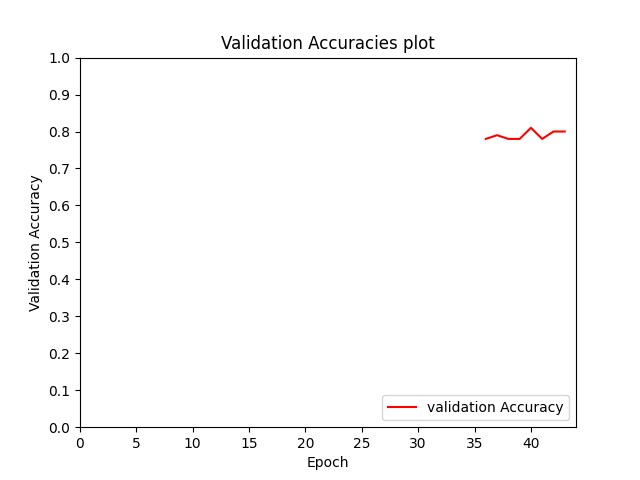 Validation Accuracies plot
1.0
0.9
0.8
0.7
0.6
0.5
0.4
0.3
0.2
0.1
0.0
Validation Accuracy
validation Accuracy
0 5 10 15 20 25 30 35 40
Epoch